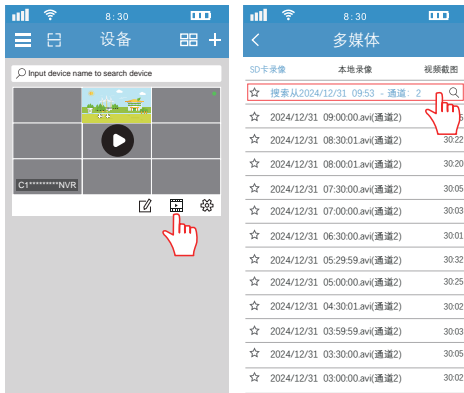 8:30
设备
Input device name to search device
C1*********NVR
8:30
多媒体
SD卡录像 本地录像 视频截图
搜索从2024/12/31 09:53 - 通道：2
2024/12/31 09:00:00.avi(通道2)
2024/12/31 08:30:01.avi(通道2) 30:22
2024/12/31 08:00:01.avi(通道2) 30:20
2024/12/31 07:30:00.avi(通道2) 30:05
2024/12/31 07:00:00.avi(通道2) 30:03
2024/12/31 06:30:00.avi(通道2) 30:01
2024/12/31 05:29:59.avi(通道2) 30:32
2024/12/31 05:00:00.avi(通道2) 30:25
2024/12/31 04:30:01.avi(通道2) 30:02
2024/12/31 03:59:59.avi(通道2) 30:03
2024/12/31 03:30:00.avi(通道2) 30:05
2024/12/31 03:00:00.avi(通道2) 30:02